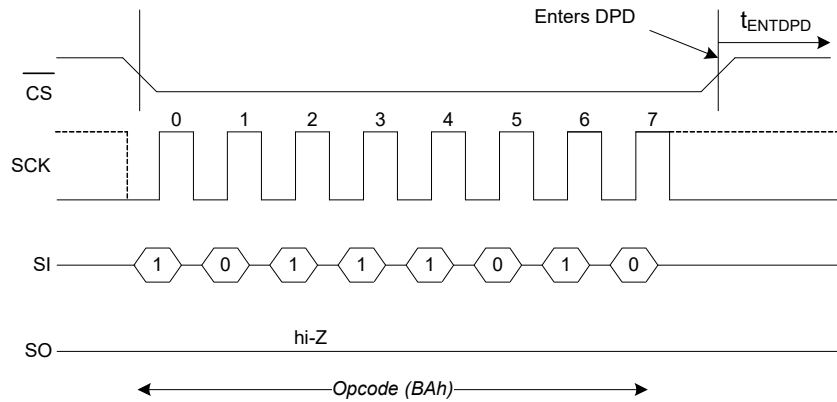 Enters DPD
tENTDPD
CS
0 1 2 3 4 5 6 7
SCK
SI 1 0 1 1 1 0 1 0
hi-Z
SO
Opcode (BAh)